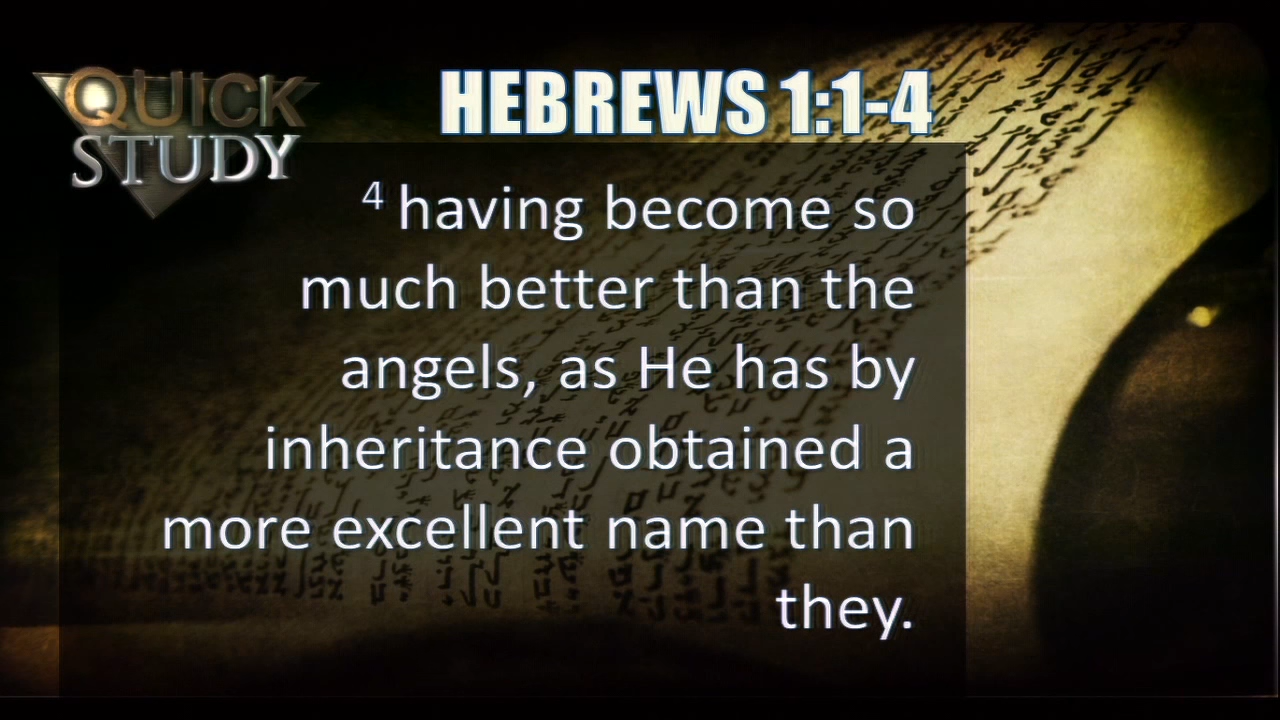 QUICK
STUDY
HEBREWS 1:1-4
4 having become so
much better than the
angels, as He has by
inheritance obtained a
more excellent name than
they.